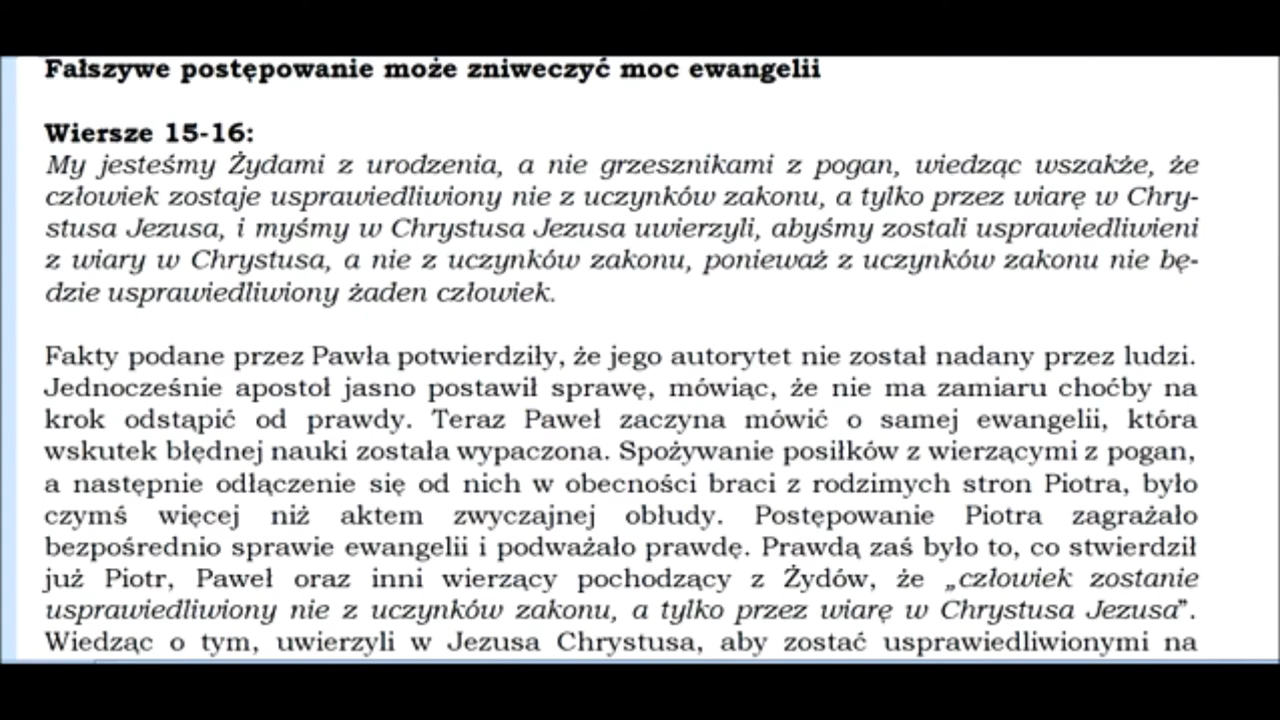 Fałszywe postępowanie może zniweczyć moc ewangelii
Wiersze 15-16:
My jesteśmy Żydami z urodzenia, a nie grzesznikami z pogan, wiedząc wszakże, że
człowiek zostaje usprawiedliwiony nie z uczynków zakonu, a tylko przez wiarę w Chry-
stusa Jezusa, i myśmy w Chrystusa Jezusa uwierzyli, abyśmy zostali usprawiedliwieni
z wiary w Chrystusa, a nie z uczynków zakonu, ponieważ z uczynków zakonu nie bę-
dzie usprawiedliwiony żaden człowiek.
Fakty podane przez Pawła potwierdziły, że jego autorytet nie został nadany przez ludzi.
Jednocześnie apostoł jasno postawił sprawę, mówiąc, że nie ma zamiaru choćby na
krok odstąpić od prawdy. Teraz Paweł zaczyna mówić o samej ewangelii, która
wskutek błędnej nauki została wypaczona. Spożywanie posiłków z wierzącymi z pogan,
a następnie odłączenie się od nich w obecności braci z rodzimych stron Piotra, było
czymś więcej niż aktem zwyczajnej obłudy. Postępowanie Piotra zagrażało
bezpośrednio sprawie ewangelii i podważało prawdę. Prawdą zaś było to, co stwierdził
już Piotr, Paweł oraz inni wierzący pochodzący z Żydów, że „człowiek zostanie
usprawiedliwiony nie z uczynków zakonu, a tylko przez wiarę w Chrystusa Jezusa”.
Wiedząc o tym, uwierzyli w Jezusa Chrystusa, aby zostać usprawiedliwionymi na